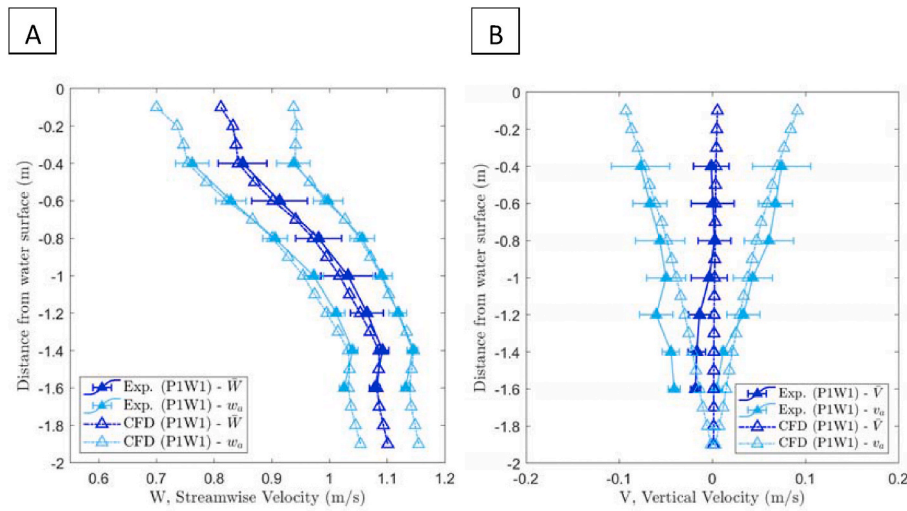 A
B
0
-0.2
-0.4
-0.6
-0.8
-1
-1.2
-1.4
-1.6
-1.8
-2
Distance from water surface (m)
Exp. (P1W1) - W̄
Exp. (P1W1) - wₐ
CFD (P1W1) - W̄
CFD (P1W1) - wₐ
0.6 0.7 0.8 0.9 1 1.1 1.2
W, Streamwise Velocity (m/s)
0
-0.2
-0.4
-0.6
-0.8
-1
-1.2
-1.4
-1.6
-1.8
-2
Distance from water surface (m)
Exp. (P1W1) - V̄
Exp. (P1W1) - vₐ
CFD (P1W1) - V̄
CFD (P1W1) - vₐ
-0.2 -0.1 0 0.1 0.2
V, Vertical Velocity (m/s)